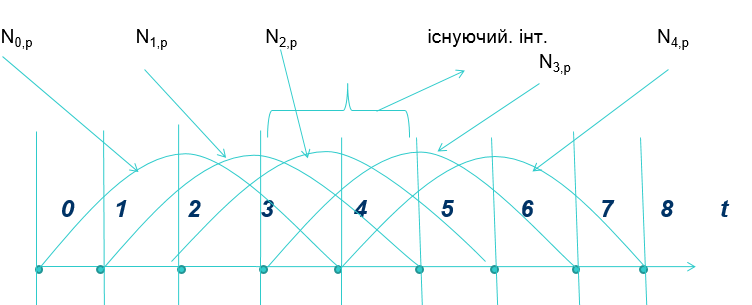 N0,p N1,p N2,p існуючий. інт. N4,p
N3,p
0 1 2 3 4 5 6 7 8 t